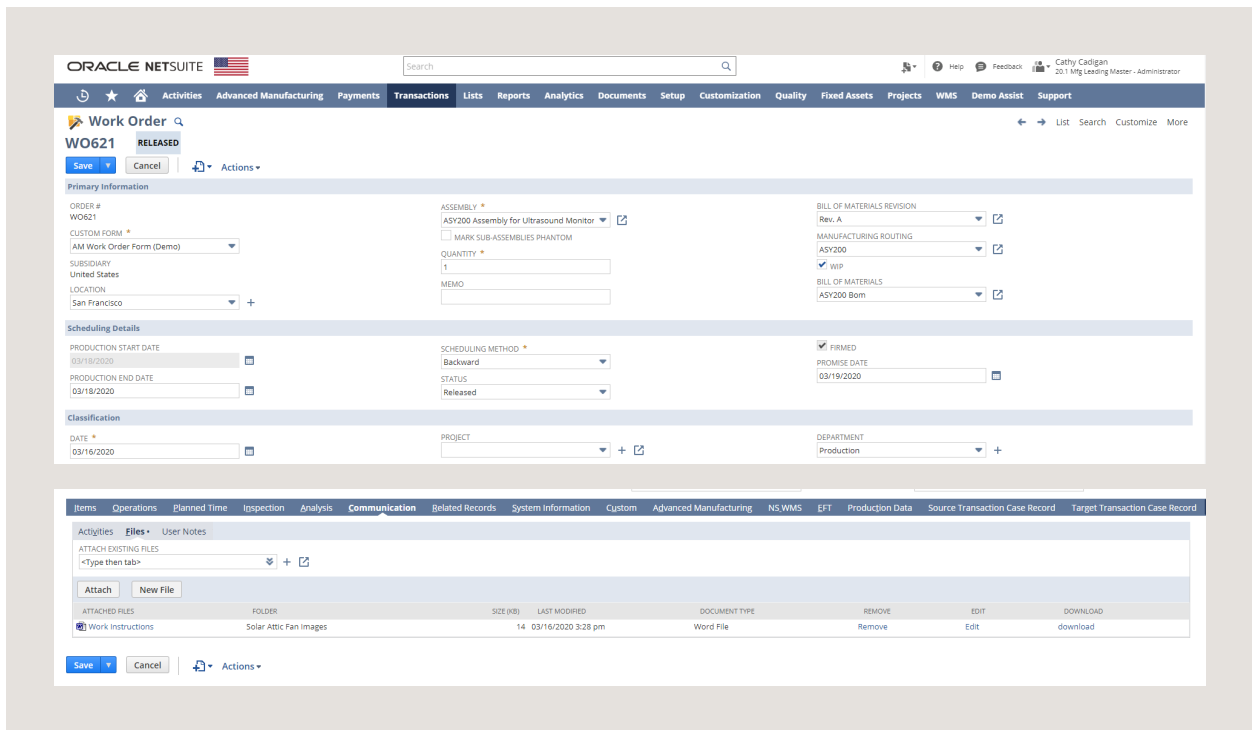 ORACLE NETSUITE
Search
Help
Feedback
Cathy Cadigan
20.1 Mfg Leading Master - Administrator
Activities Advanced Manufacturing Payments Transactions Lists Reports Analytics Documents Setup Customization Quality Fixed Assets Projects WMS Demo Assist Support
Work Order
List Search Customize More
WO621 RELEASED
Save Cancel Actions
Primary Information
ORDER #
WO621
CUSTOM FORM *
AM Work Order Form (Demo)
SUBSIDIARY
United States
LOCATION
San Francisco
ASSEMBLY *
ASY200 Assembly for Ultrasound Monitor
MARK SUB-ASSEMBLIES PHANTOM
QUANTITY *
1
MEMO
BILL OF MATERIALS REVISION
Rev. A
MANUFACTURING ROUTING
ASY200
WIP
BILL OF MATERIALS
ASY200 Bom
Scheduling Details
PRODUCTION START DATE
03/18/2020
PRODUCTION END DATE
03/18/2020
SCHEDULING METHOD *
Backward
STATUS
Released
FIRMED
PROMISE DATE
03/19/2020
Classification
DATE *
03/16/2020
PROJECT
DEPARTMENT
Production
Items Operations Planned Time Inspection Analysis Communication Related Records System Information Custom Advanced Manufacturing NS_WMS EFT Production Data Source Transaction Case Record Target Transaction Case Record
Activities Files • User Notes
ATTACH EXISTING FILES
<Type then tab>
Attach New File
ATTACHED FILES FOLDER SIZE (KB) LAST MODIFIED DOCUMENT TYPE REMOVE EDIT DOWNLOAD
Work Instructions Solar Attic Fan Images 14 03/16/2020 3:28 pm Word File Remove Edit download
Save Cancel Actions